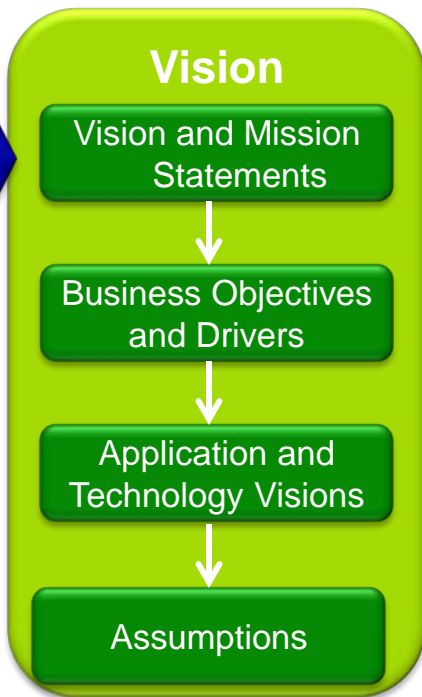 Vision
Vision and Mission
Statements
Business Objectives
and Drivers
Application and
Technology Visions
Assumptions